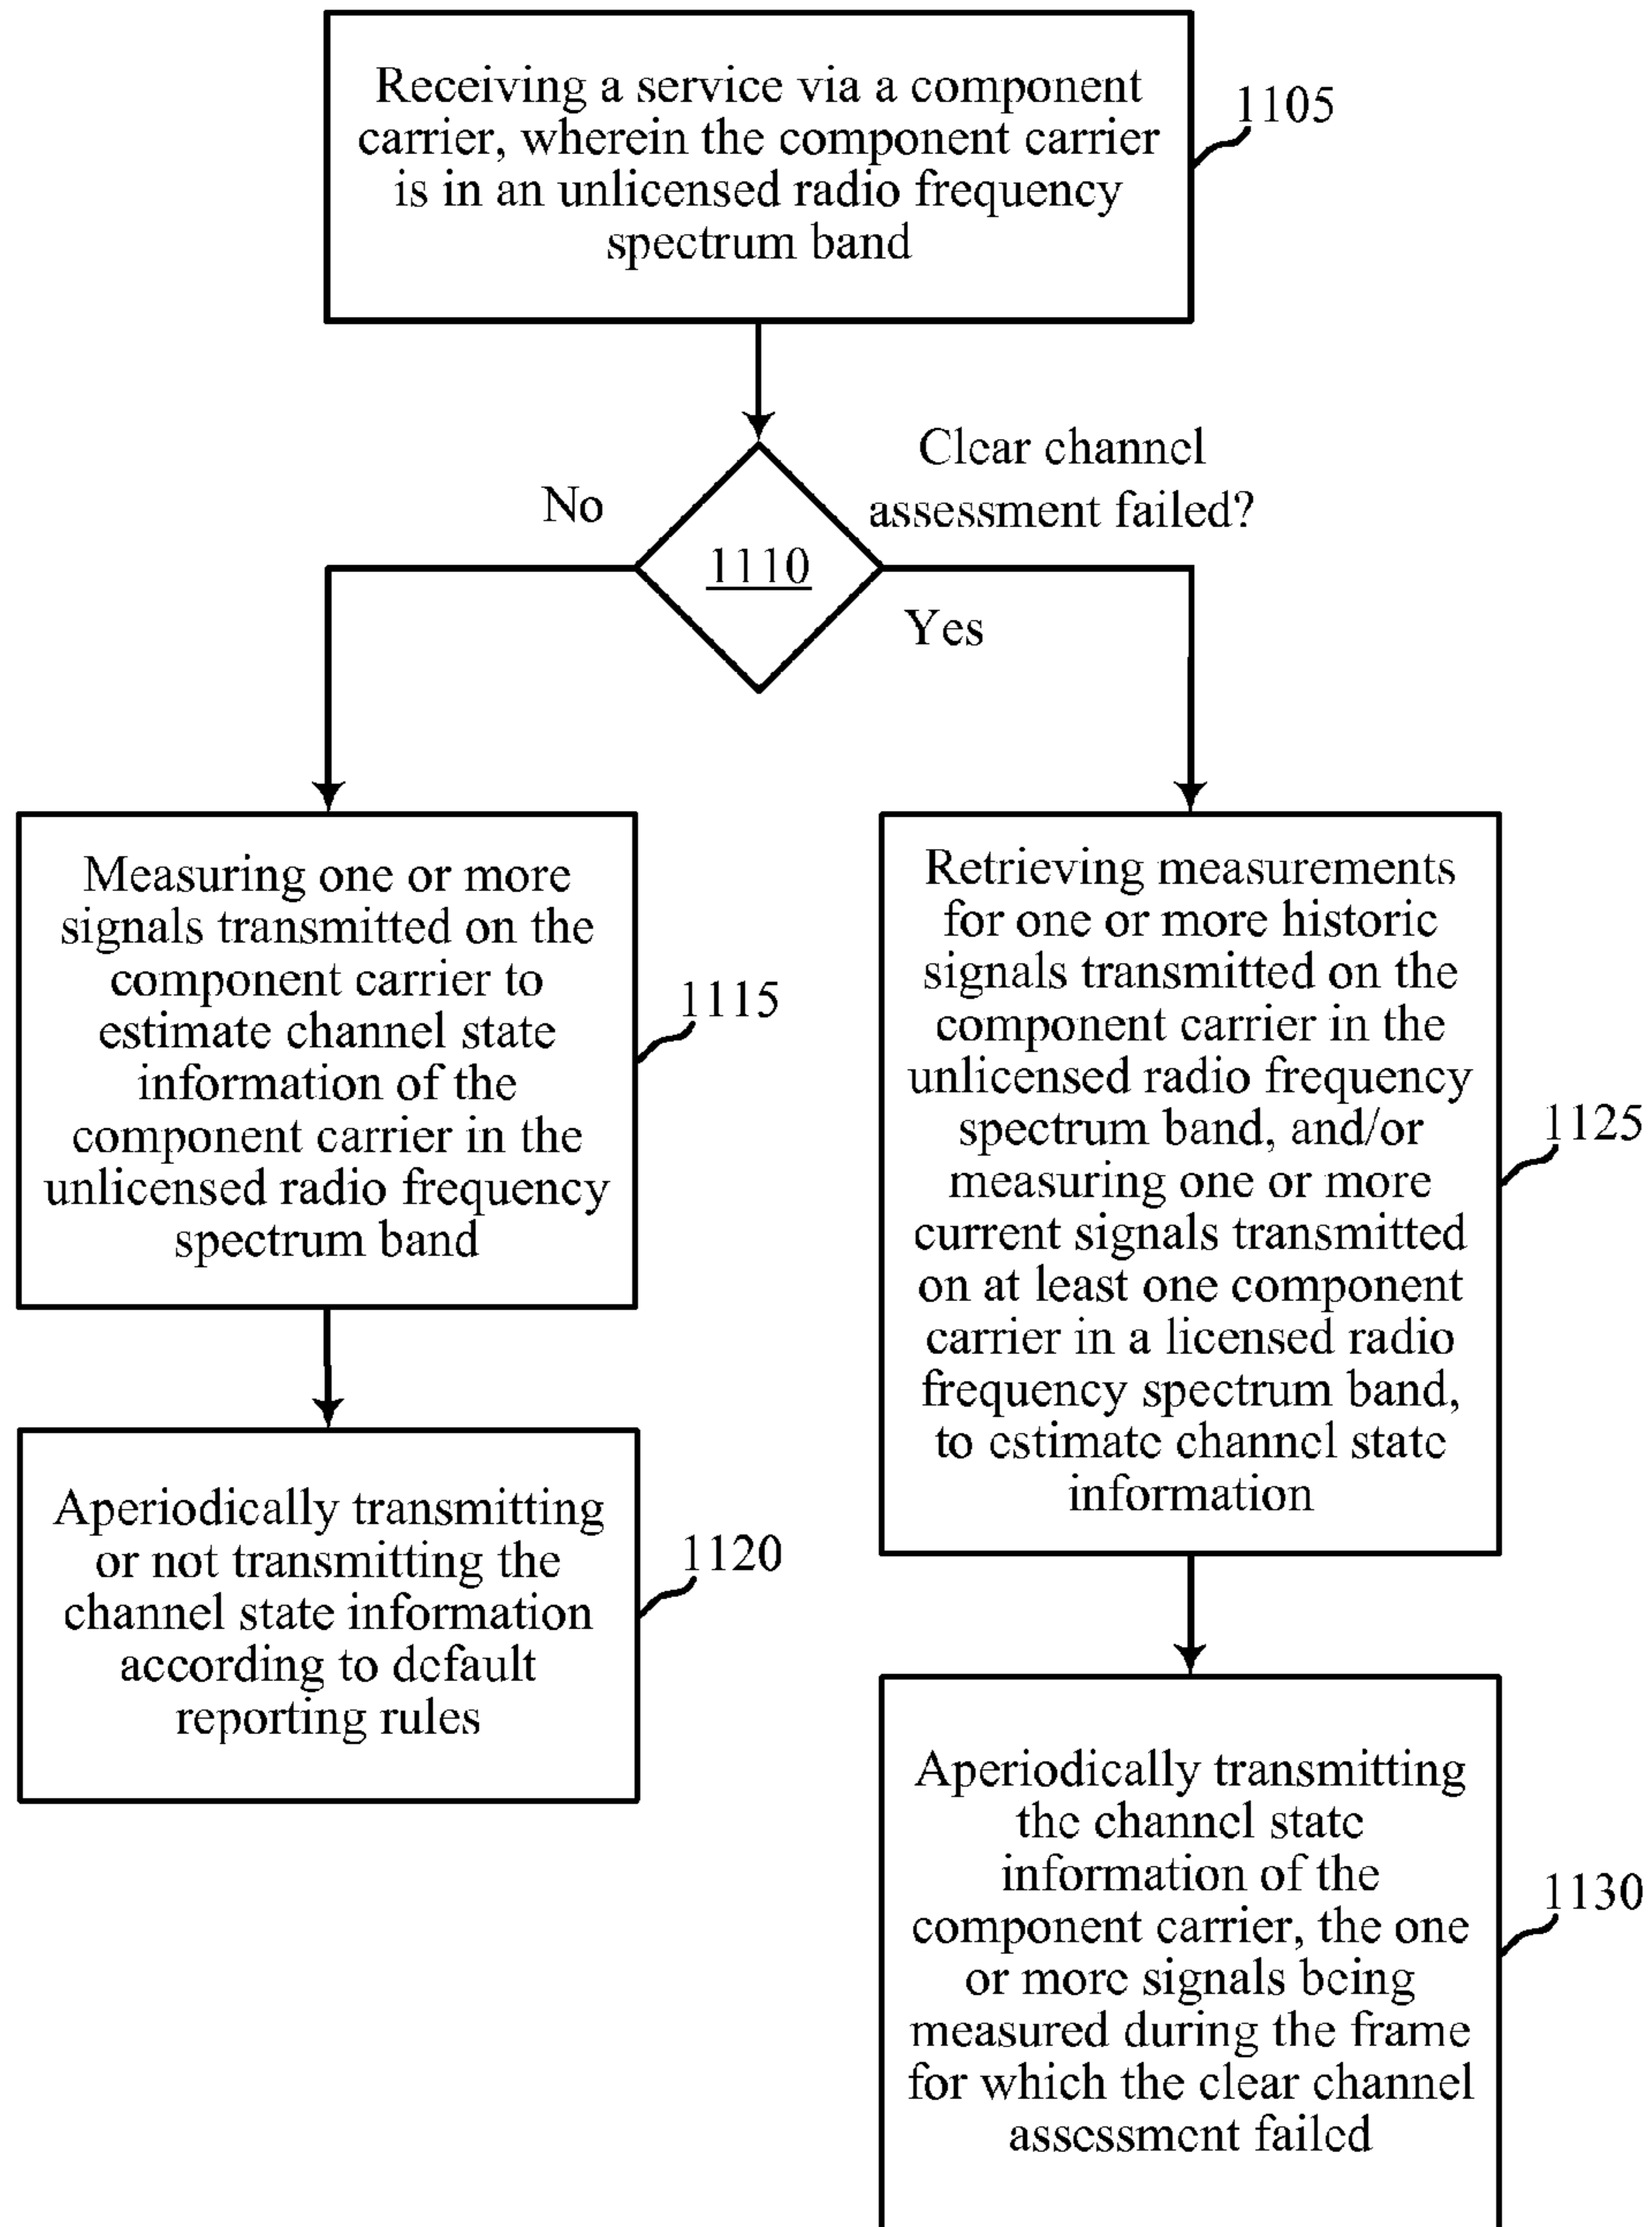 Receiving a service via a component
carrier, wherein the component carrier
is in an unlicensed radio frequency
spectrum band
1105
Clear channel
assessment failed?
No
1110
Yes
Measuring one or more
signals transmitted on the
component carrier to
estimate channel state
information of the
component carrier in the
unlicensed radio frequency
spectrum band
1115
Aperiodically transmitting
or not transmitting the
channel state information
according to default
reporting rules
1120
Retrieving measurements
for one or more historic
signals transmitted on the
component carrier in the
unlicensed radio frequency
spectrum band, and/or
measuring one or more
current signals transmitted
on at least one component
carrier in a licensed radio
frequency spectrum band,
to estimate channel state
information
1125
Aperiodically transmitting
the channel state
information of the
component carrier, the one
or more signals being
measured during the frame
for which the clear channel
assessment failed
1130